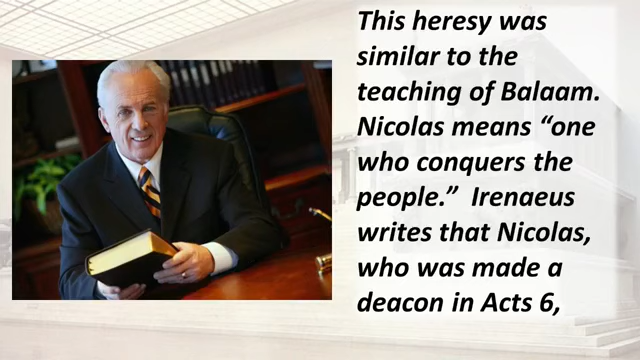 This heresy was
similar to the
teaching of Balaam.
Nicolas means “one
who conquers the
people.”  Irenaeus
writes that Nicolas,
who was made a
deacon in Acts 6,